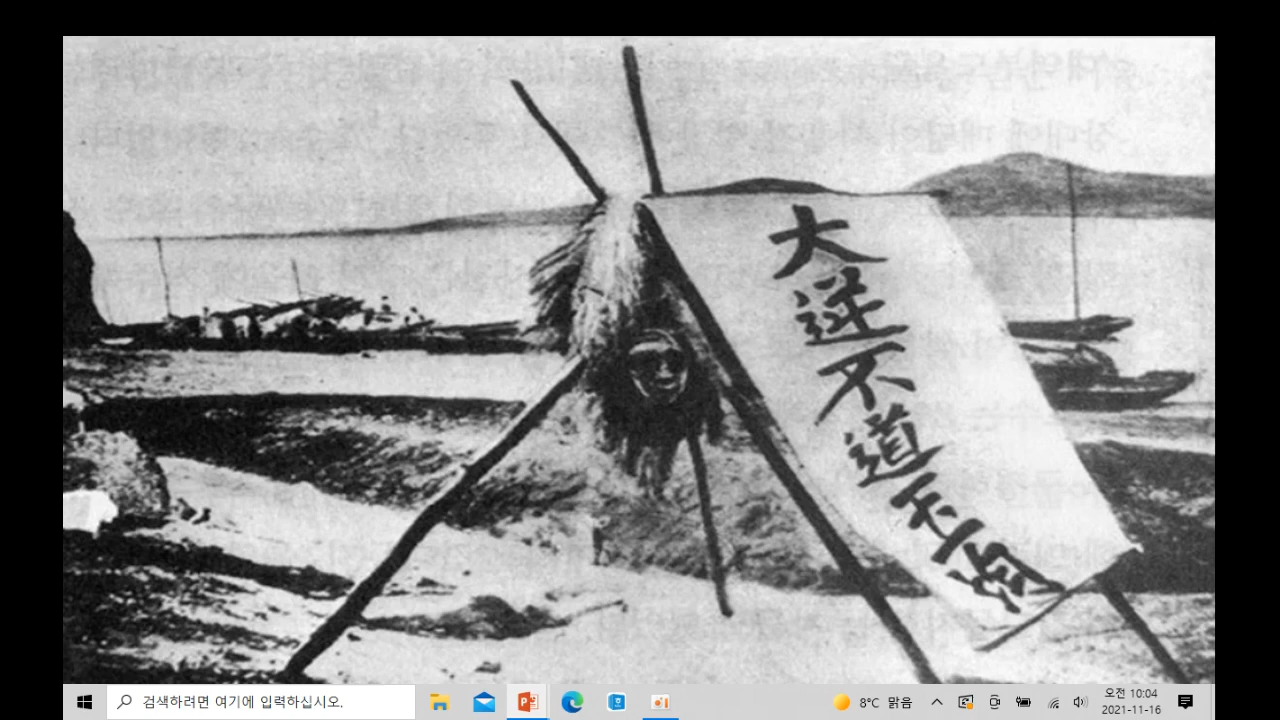 大逆不道玉均
검색하려면 여기에 입력하십시오.
8°C 맑음
오전 10:04
2021-11-16